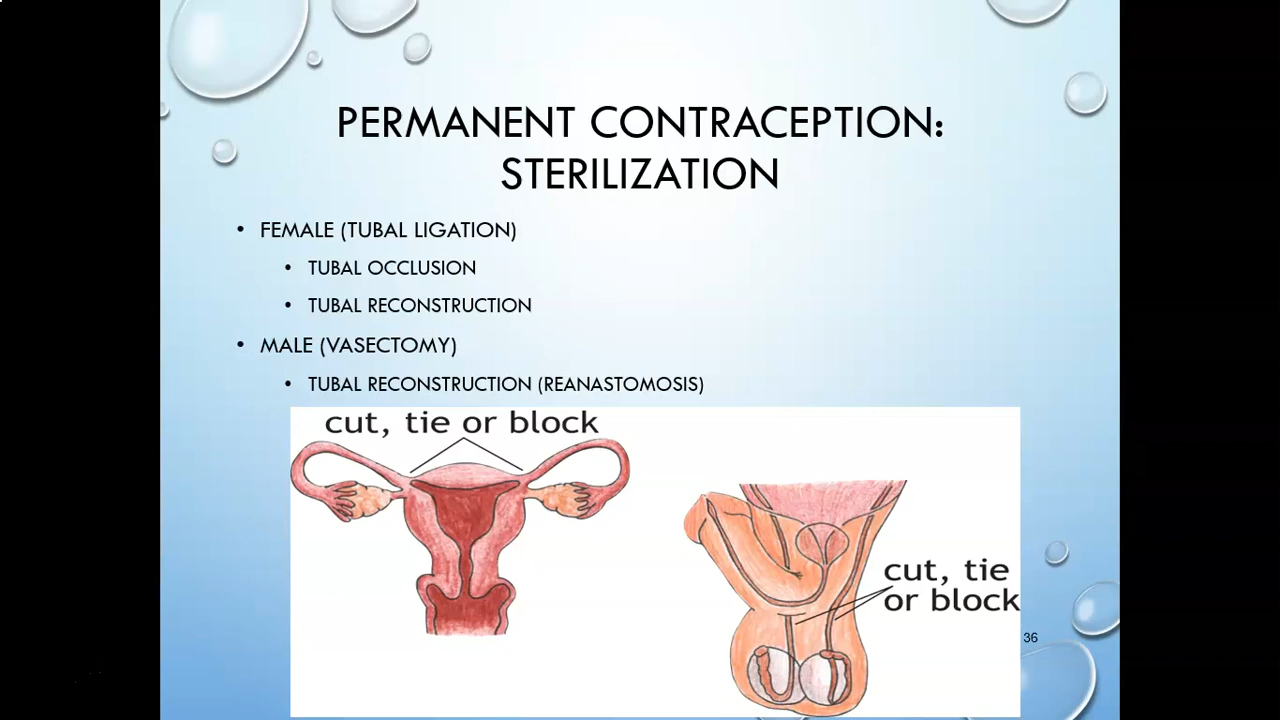 PERMANENT CONTRACEPTION:
STERILIZATION
• FEMALE (TUBAL LIGATION)
• TUBAL OCCLUSION
• TUBAL RECONSTRUCTION
• MALE (VASECTOMY)
• TUBAL RECONSTRUCTION (REANASTOMOSIS)
cut, tie or block
cut, tie
or block
36